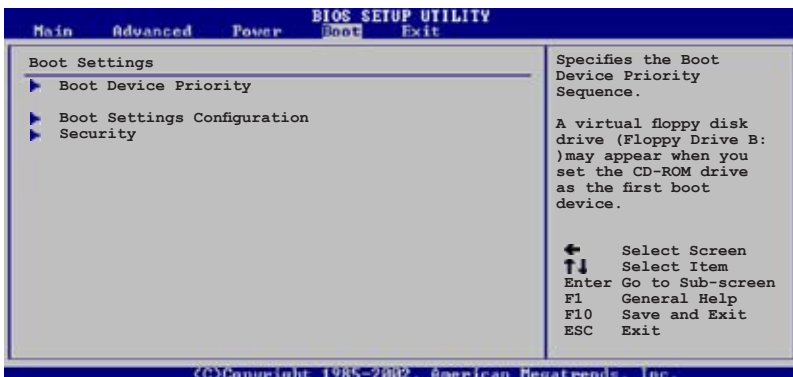 BIOS SETUP UTILITY
Main Advanced Power Boot Exit
Boot Settings
Boot Device Priority
Boot Settings Configuration
Security
Specifies the Boot
Device Priority
Sequence.
A virtual floppy disk
drive (Floppy Drive B:
)may appear when you
set the CD-ROM drive
as the first boot
device.
← Select Screen
↑↓ Select Item
Enter Go to Sub-screen
F1 General Help
F10 Save and Exit
ESC Exit
(C)Copyright 1985-2002, American Megatrends, Inc.